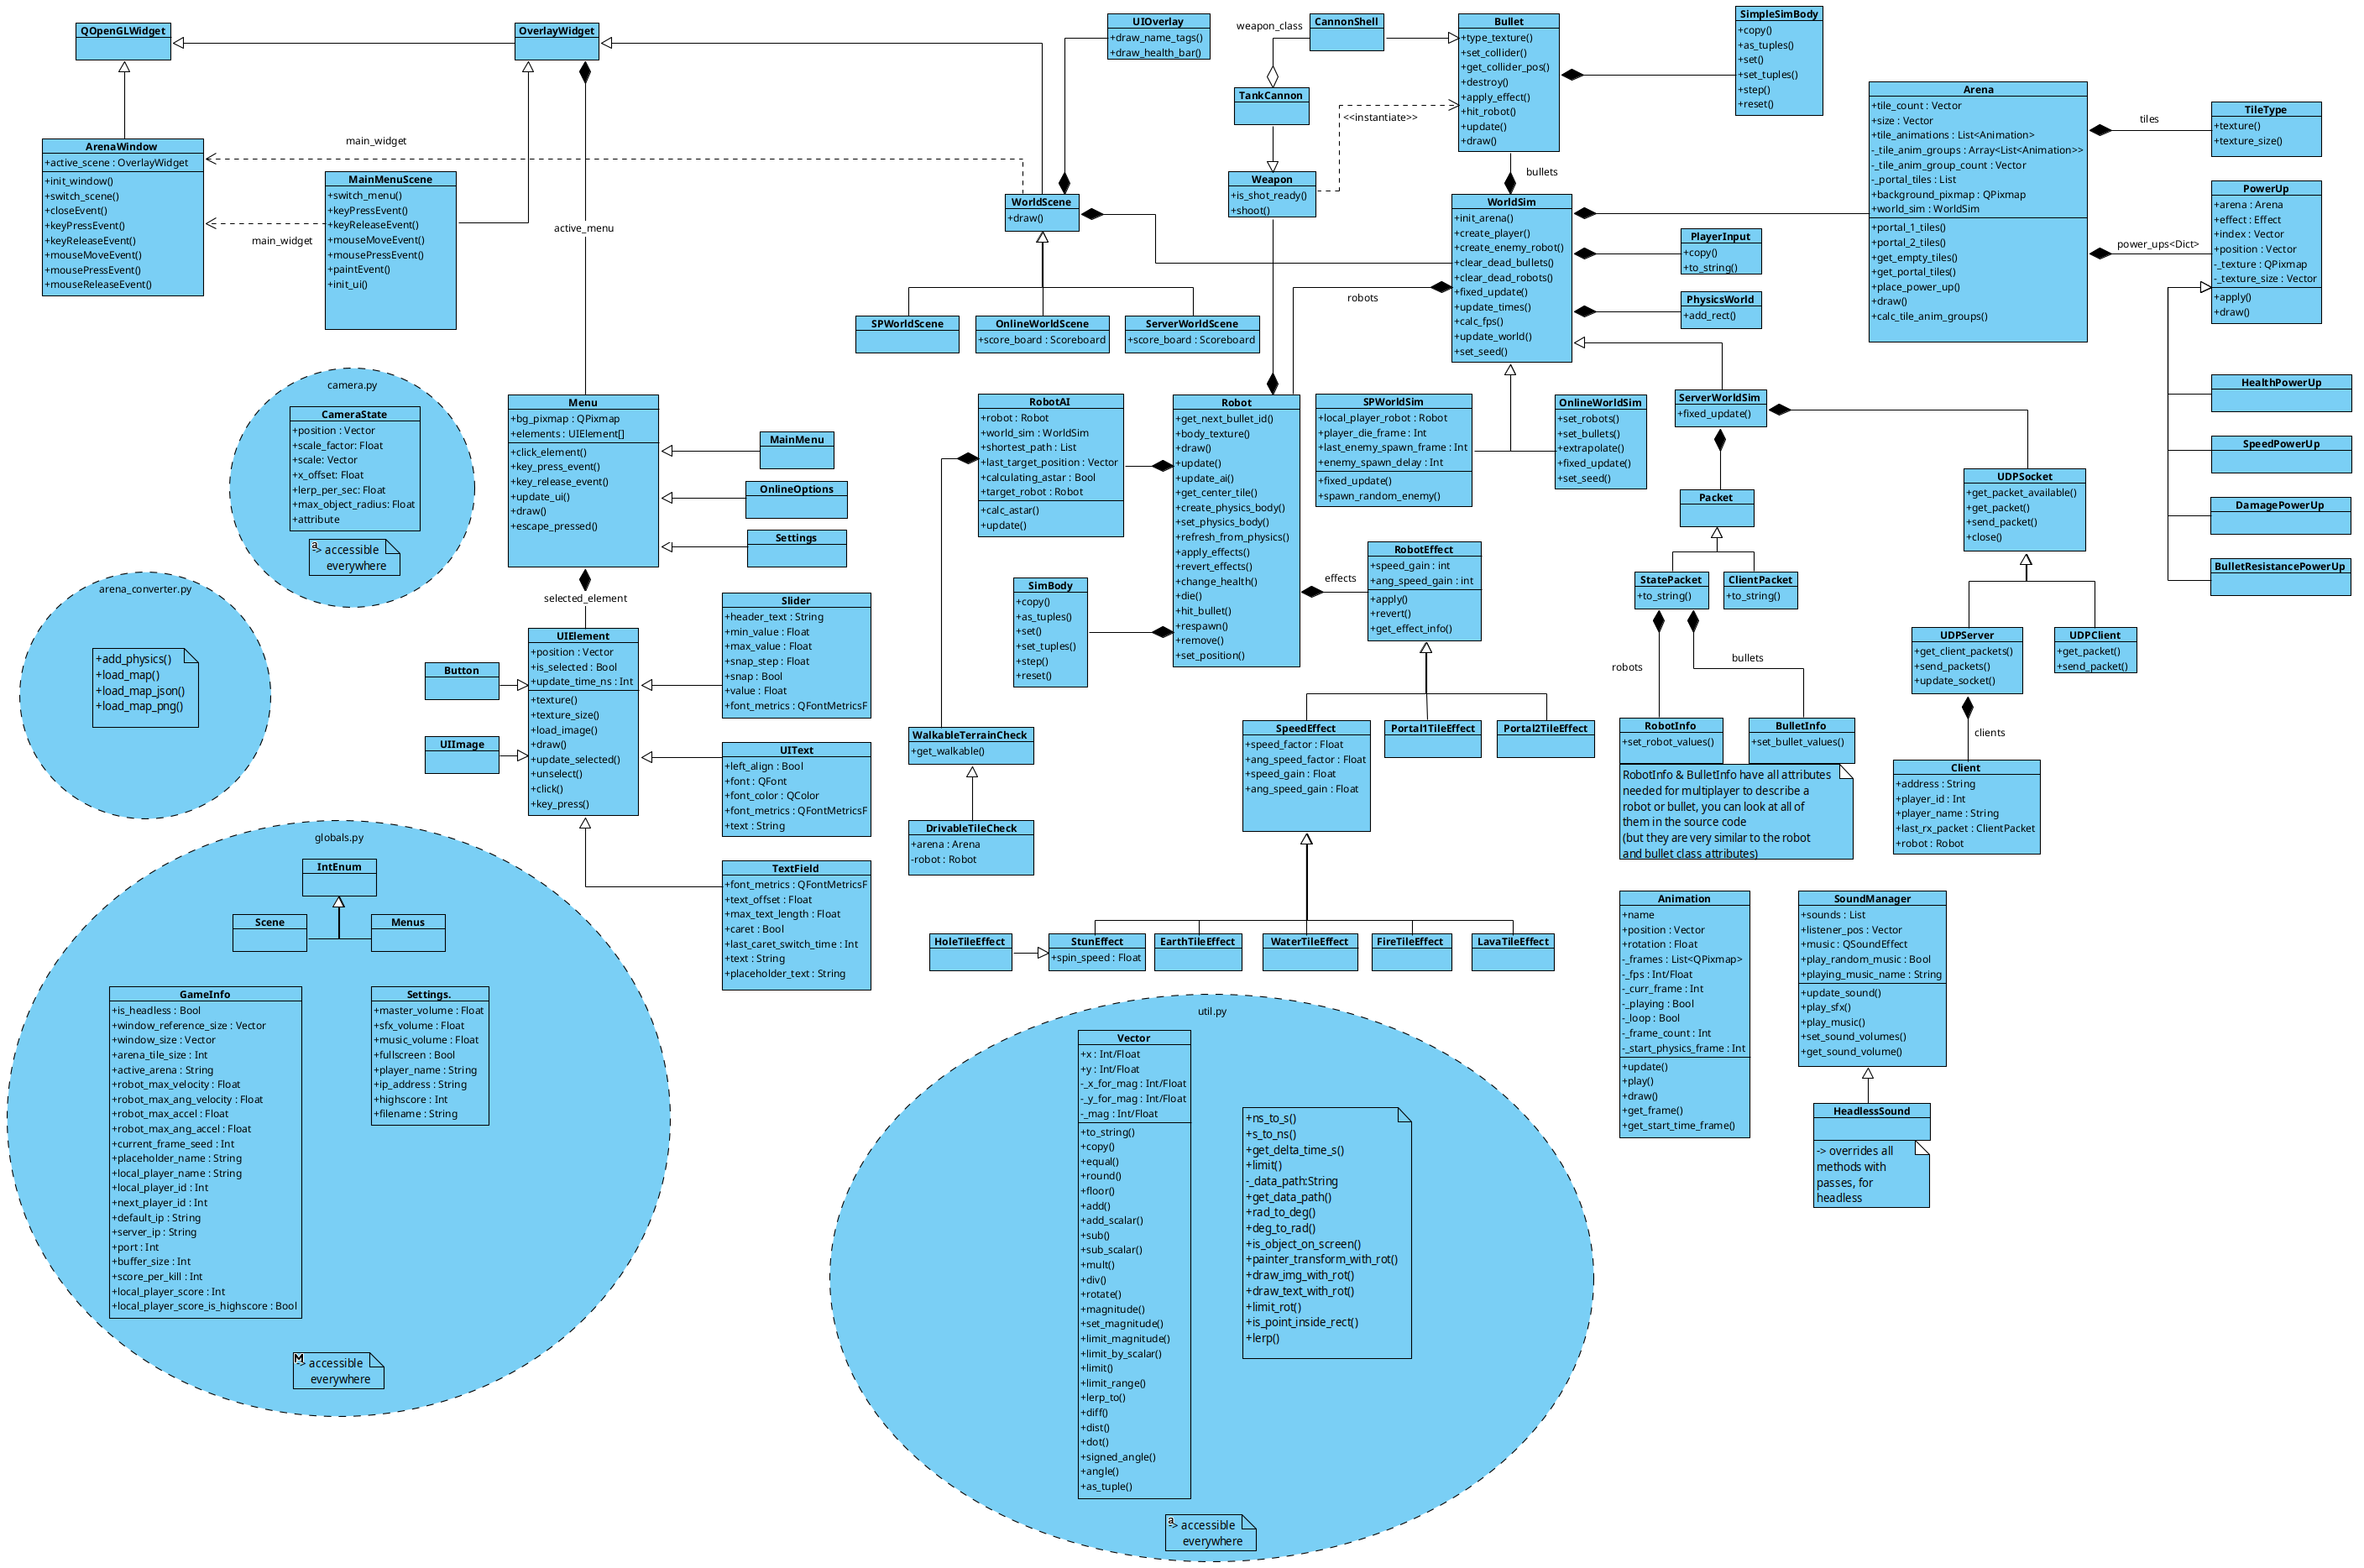 QOpenGLWidget
OverlayWidget
UIOverlay
+draw_name_tags()
+draw_health_bar()
weapon_class
CannonShell
Bullet
+type_texture()
+set_collider()
+get_collider_pos()
+destroy()
+apply_effect()
+hit_robot()
+update()
+draw()
SimpleSimBody
+copy()
+as_tuples()
+set()
+set_tuples()
+step()
+reset()
TankCannon
<<instantiate>>
Arena
+tile_count : Vector
+size : Vector
+tile_animations : List<Animation>
-_tile_anim_groups : Array<List<Animation>>
-_tile_anim_group_count : Vector
-_portal_tiles : List
+background_pixmap : QPixmap
+world_sim : WorldSim
+portal_1_tiles()
+portal_2_tiles()
+get_empty_tiles()
+get_portal_tiles()
+place_power_up()
+draw()
+calc_tile_anim_groups()
tiles
TileType
+texture()
+texture_size()
power_ups<Dict>
PowerUp
+arena : Arena
+effect : Effect
+index : Vector
+position : Vector
-_texture : QPixmap
-_texture_size : Vector
+apply()
+draw()
ArenaWindow
+active_scene : OverlayWidget
+init_window()
+switch_scene()
+closeEvent()
+keyPressEvent()
+keyReleaseEvent()
+mouseMoveEvent()
+mousePressEvent()
+mouseReleaseEvent()
main_widget
main_widget
MainMenuScene
+switch_menu()
+keyPressEvent()
+keyReleaseEvent()
+mouseMoveEvent()
+mousePressEvent()
+paintEvent()
+init_ui()
active_menu
WorldScene
+draw()
Weapon
+is_shot_ready()
+shoot()
bullets
WorldSim
+init_arena()
+create_player()
+create_enemy_robot()
+clear_dead_bullets()
+clear_dead_robots()
+fixed_update()
+update_times()
+calc_fps()
+update_world()
+set_seed()
PlayerInput
+copy()
+to_string()
PhysicsWorld
+add_rect()
robots
SPWorldScene
OnlineWorldScene
+score_board : Scoreboard
ServerWorldScene
+score_board : Scoreboard
HealthPowerUp
SpeedPowerUp
DamagePowerUp
BulletResistancePowerUp
camera.py
CameraState
+position : Vector
+scale_factor: Float
+scale: Vector
+x_offset: Float
+lerp_per_sec: Float
+max_object_radius: Float
+attribute
a
-> accessible
everywhere
Menu
+bg_pixmap : QPixmap
+elements : UIElement[]
+click_element()
+key_press_event()
+key_release_event()
+update_ui()
+draw()
+escape_pressed()
MainMenu
OnlineOptions
Settings
RobotAI
+robot : Robot
+world_sim : WorldSim
+shortest_path : List
+last_target_position : Vector
+calculating_astar : Bool
+target_robot : Robot
+calc_astar()
+update()
Robot
+get_next_bullet_id()
+body_texture()
+draw()
+update()
+update_ai()
+get_center_tile()
+create_physics_body()
+set_physics_body()
+refresh_from_physics()
+apply_effects()
+revert_effects()
+change_health()
+die()
+hit_bullet()
+respawn()
+remove()
+set_position()
SPWorldSim
+local_player_robot : Robot
+player_die_frame : Int
+last_enemy_spawn_frame : Int
+enemy_spawn_delay : Int
+fixed_update()
+spawn_random_enemy()
OnlineWorldSim
+set_robots()
+set_bullets()
+extrapolate()
+fixed_update()
+set_seed()
ServerWorldSim
+fixed_update()
Packet
UDPSocket
+get_packet_available()
+get_packet()
+send_packet()
+close()
StatePacket
+to_string()
ClientPacket
+to_string()
UDPServer
+get_client_packets()
+send_packets()
+update_socket()
UDPClient
+get_packet()
+send_packet()
arena_converter.py
+add_physics()
+load_map()
+load_map_json()
+load_map_png()
selected_element
UIElement
+position : Vector
+is_selected : Bool
+update_time_ns : Int
+texture()
+texture_size()
+load_image()
+draw()
+update_selected()
+unselect()
+click()
+key_press()
Button
UIImage
Slider
+header_text : String
+min_value : Float
+max_value : Float
+snap_step : Float
+snap : Bool
+value : Float
+font_metrics : QFontMetricsF
UIText
+left_align : Bool
+font : QFont
+font_color : QColor
+font_metrics : QFontMetricsF
+text : String
TextField
+font_metrics : QFontMetricsF
+text_offset : Float
+max_text_length : Float
+caret : Bool
+last_caret_switch_time : Int
+text : String
+placeholder_text : String
SimBody
+copy()
+as_tuples()
+set()
+set_tuples()
+step()
+reset()
effects
RobotEffect
+speed_gain : int
+ang_speed_gain : int
+apply()
+revert()
+get_effect_info()
WalkableTerrainCheck
+get_walkable()
DrivableTileCheck
+arena : Arena
-robot : Robot
SpeedEffect
+speed_factor : Float
+ang_speed_factor : Float
+speed_gain : Float
+ang_speed_gain : Float
Portal1TileEffect
Portal2TileEffect
robots
bullets
RobotInfo
+set_robot_values()
BulletInfo
+set_bullet_values()
RobotInfo & BulletInfo have all attributes
needed for multiplayer to describe a
robot or bullet, you can look at all of
them in the source code
(but they are very similar to the robot
and bullet class attributes)
clients
Client
+address : String
+player_id : Int
+player_name : String
+last_rx_packet : ClientPacket
+robot : Robot
HoleTileEffect
StunEffect
+spin_speed : Float
EarthTileEffect
WaterTileEffect
FireTileEffect
LavaTileEffect
globals.py
IntEnum
Scene
Menus
GameInfo
+is_headless : Bool
+window_reference_size : Vector
+window_size : Vector
+arena_tile_size : Int
+active_arena : String
+robot_max_velocity : Float
+robot_max_ang_velocity : Float
+robot_max_accel : Float
+robot_max_ang_accel : Float
+current_frame_seed : Int
+placeholder_name : String
+local_player_name : String
+local_player_id : Int
+next_player_id : Int
+default_ip : String
+server_ip : String
+port : Int
+buffer_size : Int
+score_per_kill : Int
+local_player_score : Int
+local_player_score_is_highscore : Bool
Settings.
+master_volume : Float
+sfx_volume : Float
+music_volume : Float
+fullscreen : Bool
+player_name : String
+ip_address : String
+highscore : Int
+filename : String
M
-> accessible
everywhere
util.py
Vector
+x : Int/Float
+y : Int/Float
-_x_for_mag : Int/Float
-_y_for_mag : Int/Float
-_mag : Int/Float
+to_string()
+copy()
+equal()
+round()
+floor()
+add()
+add_scalar()
+sub()
+sub_scalar()
+mult()
+div()
+rotate()
+magnitude()
+set_magnitude()
+limit_magnitude()
+limit_by_scalar()
+limit()
+limit_range()
+lerp_to()
+diff()
+dist()
+dot()
+signed_angle()
+angle()
+as_tuple()
+ns_to_s()
+s_to_ns()
+get_delta_time_s()
+limit()
-_data_path:String
+get_data_path()
+rad_to_deg()
+deg_to_rad()
+is_object_on_screen()
+painter_transform_with_rot()
+draw_img_with_rot()
+draw_text_with_rot()
+limit_rot()
+is_point_inside_rect()
+lerp()
a
-> accessible
everywhere
Animation
+name
+position : Vector
+rotation : Float
-_frames : List<QPixmap>
-_fps : Int/Float
-_curr_frame : Int
-_playing : Bool
-_loop : Bool
-_frame_count : Int
-_start_physics_frame : Int
+update()
+play()
+draw()
+get_frame()
+get_start_time_frame()
SoundManager
+sounds : List
+listener_pos : Vector
+music : QSoundEffect
+play_random_music : Bool
+playing_music_name : String
+update_sound()
+play_sfx()
+play_music()
+set_sound_volumes()
+get_sound_volume()
HeadlessSound
-> overrides all
methods with
passes, for
headless